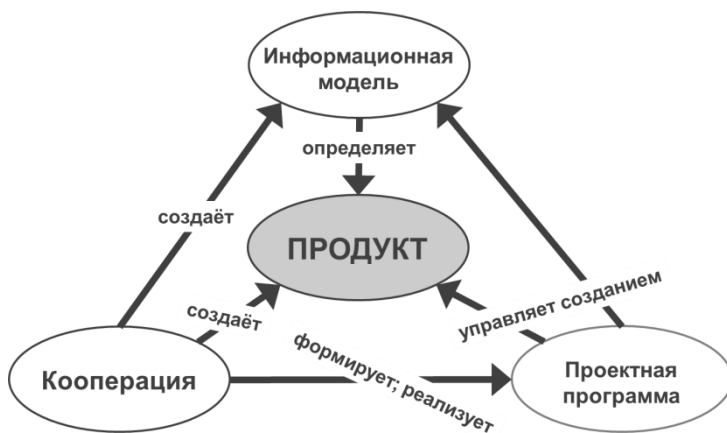 Информационная
модель
определяет
создаёт
ПРОДУКТ
создаёт
управляет созданием
формирует; реализует
Кооперация
Проектная
программа